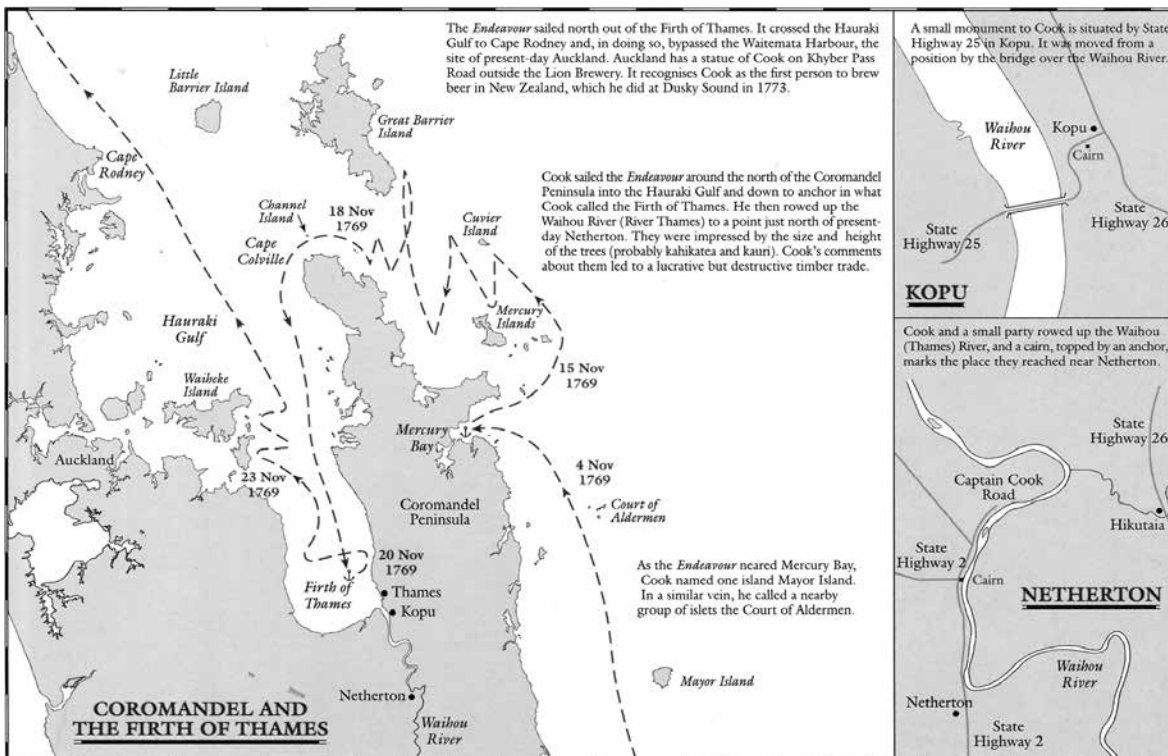 The Endeavour sailed north out of the Firth of Thames. It crossed the Hauraki
Gulf to Cape Rodney and, in doing so, bypassed the Waitemata Harbour, the
site of present-day Auckland. Auckland has a statue of Cook on Khyber Pass
Road outside the Lion Brewery. It recognises Cook as the first person to brew
beer in New Zealand, which he did at Dusky Sound in 1773.
Little
Barrier Island
Great Barrier
Island
Cape
Rodney
Cook sailed the Endeavour around the north of the Coromandel
Peninsula into the Hauraki Gulf and down to anchor in what
Cook called the Firth of Thames. He then rowed up the
Waihou River (River Thames) to a point just north of present-
day Netherton. They were impressed by the size and height
of the trees (probably kahikatea and kauri). Cook's comments
about them led to a lucrative but destructive timber trade.
Channel
Island
18 Nov
1769
Cuvier
Island
Cape
Colville
Mercury
Islands
Hauraki
Gulf
15 Nov
1769
Waiheke
Island
Mercury
Bay
Auckland
23 Nov
1769
4 Nov
1769
Coromandel
Peninsula
Court of
Aldermen
20 Nov
1769
As the Endeavour neared Mercury Bay,
Cook named one island Mayor Island.
In a similar vein, he called a nearby
group of islets the Court of Aldermen.
Firth of
Thames
Thames
Kopu
Mayor Island
Netherton
Waihou
River
COROMANDEL AND
THE FIRTH OF THAMES
A small monument to Cook is situated by State
Highway 25 in Kopu. It was moved from a
position by the bridge over the Waihou River.
Waihou
River
Kopu
Cairn
State
Highway 25
State
Highway 26
KOPU
Cook and a small party rowed up the Waihou
(Thames) River, and a cairn, topped by an anchor,
marks the place they reached near Netherton.
State
Highway 26
Captain Cook
Road
Hikutaia
State
Highway 2
Cairn
NETHERTON
Waihou
River
Netherton
State
Highway 2